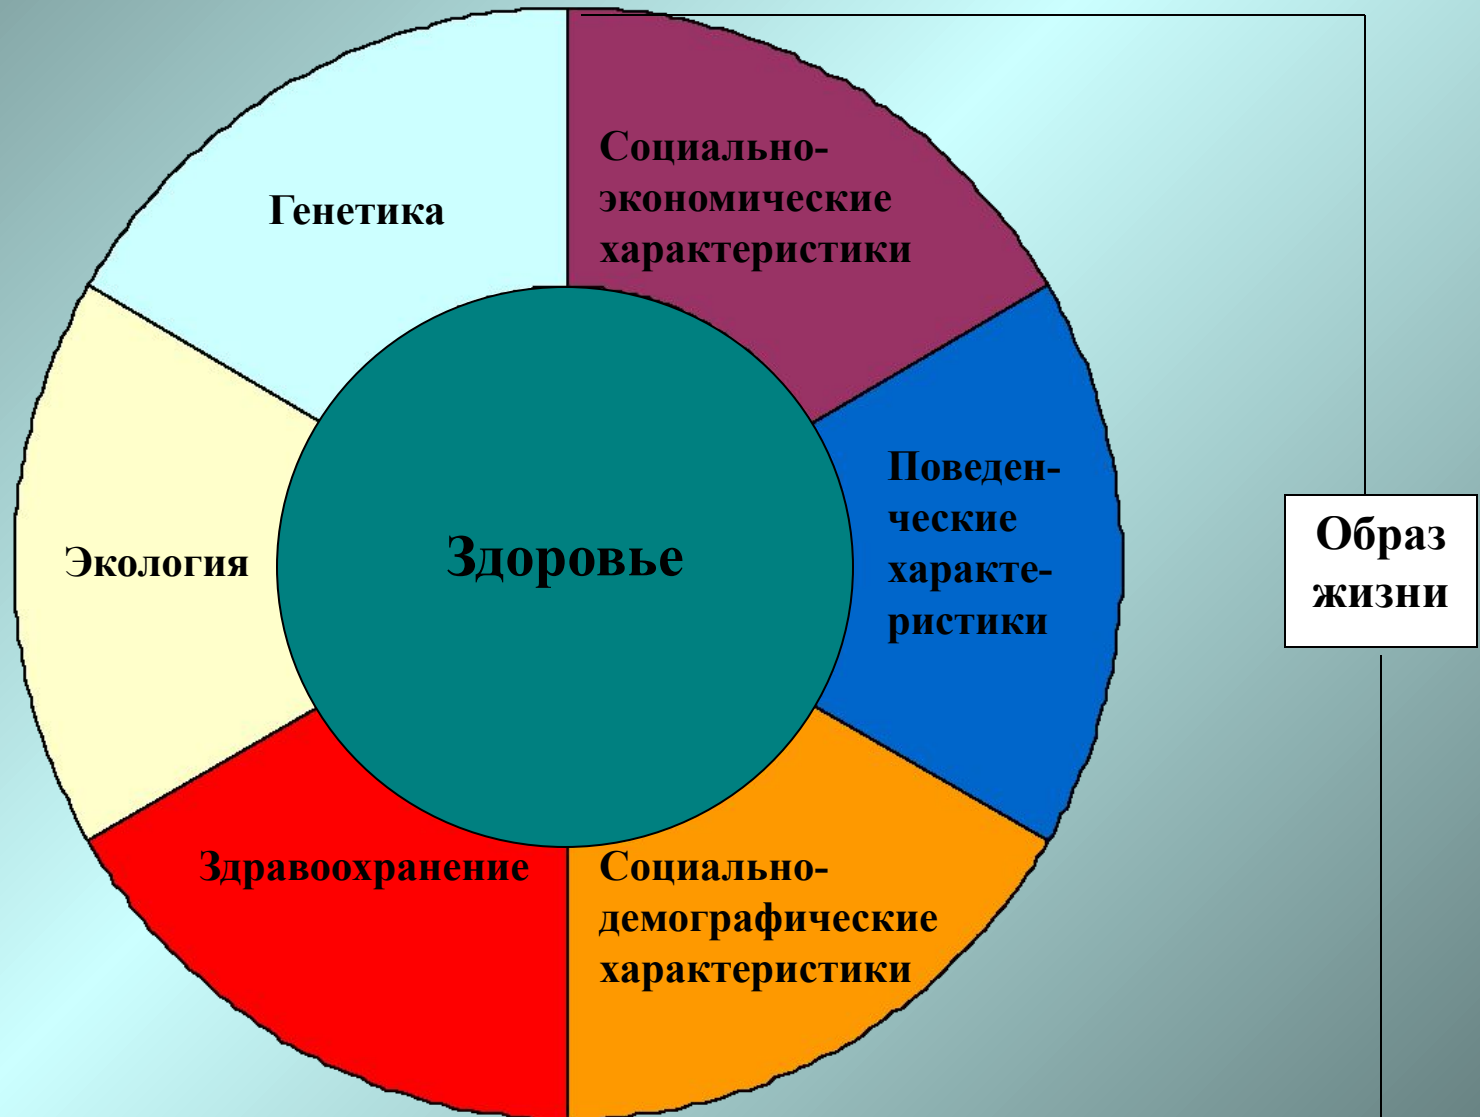 Генетика
Социально-
экономические
характеристики
Поведен-
ческие
характе-
ристики
Образ
жизни
Экология
Здоровье
Здравоохранение
Социально-
демографические
характеристики